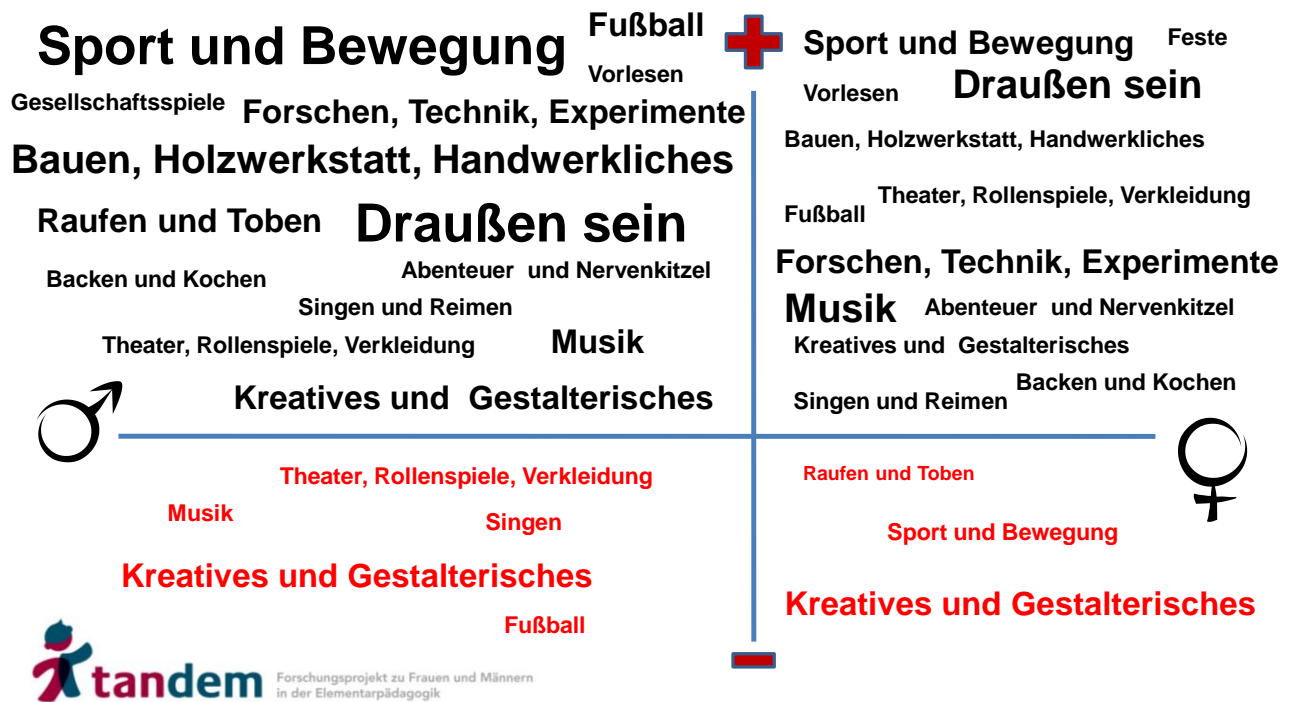 Sport und Bewegung
Fußball
Vorlesen
Gesellschaftsspiele
Forschen, Technik, Experimente
Bauen, Holzwerkstatt, Handwerkliches
Raufen und Toben
Draußen sein
Backen und Kochen
Abenteuer und Nervenkitzel
Singen und Reimen
Theater, Rollenspiele, Verkleidung
Musik
Kreatives und Gestalterisches
Sport und Bewegung
Feste
Vorlesen
Draußen sein
Bauen, Holzwerkstatt, Handwerkliches
Theater, Rollenspiele, Verkleidung
Fußball
Forschen, Technik, Experimente
Musik
Abenteuer und Nervenkitzel
Kreatives und Gestalterisches
Backen und Kochen
Singen und Reimen
Theater, Rollenspiele, Verkleidung
Musik
Singen
Kreatives und Gestalterisches
Fußball
Raufen und Toben
Sport und Bewegung
Kreatives und Gestalterisches
tandem
Forschungsprojekt zu Frauen und Männern
in der Elementarpädagogik